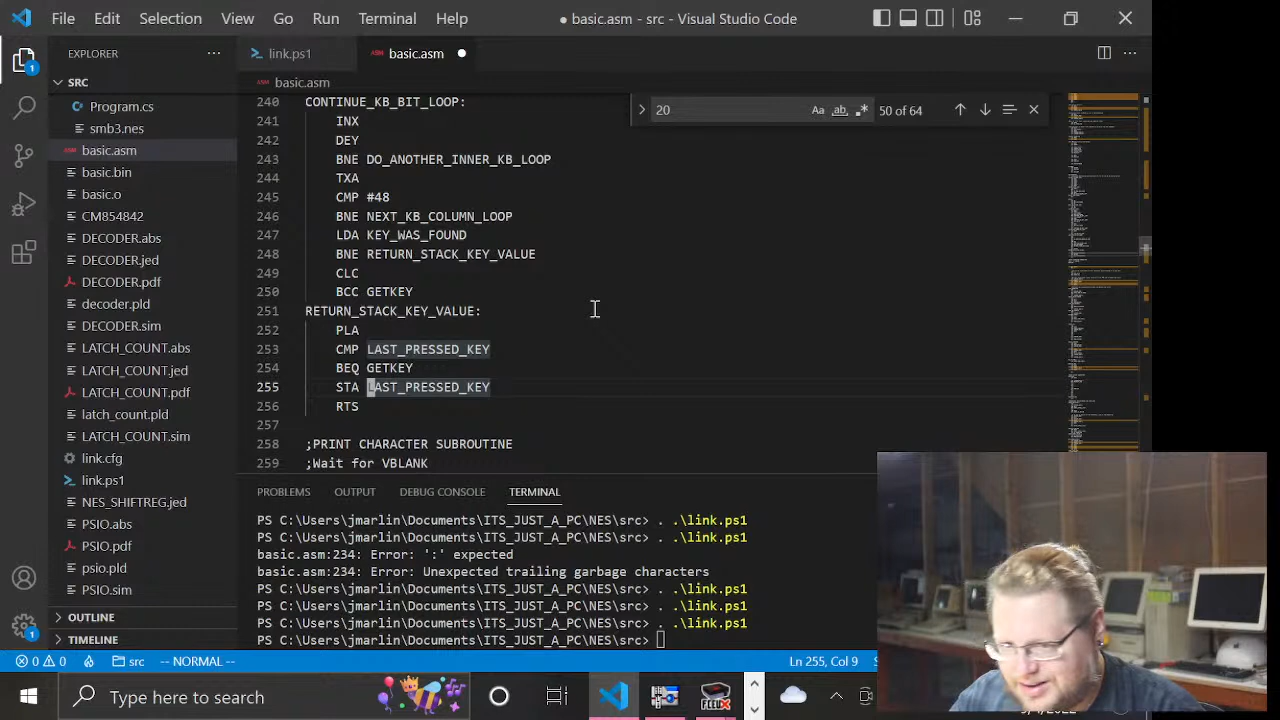 File Edit Selection View Go Run Terminal Help
● basic.asm - src - Visual Studio Code
EXPLORER
SRC
Program.cs
smb3.nes
basic.asm
basic.bin
basic.o
CM854842
DECODER.abs
DECODER.jed
DECODER.pdf
decoder.pld
DECODER.sim
LATCH_COUNT.abs
LATCH_COUNT.jed
LATCH_COUNT.pdf
latch_count.pld
LATCH_COUNT.sim
link.cfg
link.ps1
NES_SHIFTREG.jed
PSIO.abs
PSIO.pdf
psio.pld
PSIO.sim
OUTLINE
TIMELINE
link.ps1
basic.asm
basic.asm
20
Aa ab .*
50 of 64
240 CONTINUE_KB_BIT_LOOP:
241 INX
242 DEY
243 BNE DO_ANOTHER_INNER_KB_LOOP
244 TXA
245 CMP #$48
246 BNE NEXT_KB_COLUMN_LOOP
247 LDA KEY_WAS_FOUND
248 BNE RETURN_STACK_KEY_VALUE
249 CLC
250 BCC GETKEY
251 RETURN_STACK_KEY_VALUE:
252 PLA
253 CMP LAST_PRESSED_KEY
254 BEQ GETKEY
255 STA LAST_PRESSED_KEY
256 RTS
257
258 ;PRINT CHARACTER SUBROUTINE
259 ;Wait for VBLANK
PROBLEMS OUTPUT DEBUG CONSOLE TERMINAL
PS C:\Users\jmarlin\Documents\ITS_JUST_A_PC\NES\src> . .\link.ps1
PS C:\Users\jmarlin\Documents\ITS_JUST_A_PC\NES\src> . .\link.ps1
basic.asm:234: Error: ':' expected
basic.asm:234: Error: Unexpected trailing garbage characters
PS C:\Users\jmarlin\Documents\ITS_JUST_A_PC\NES\src> . .\link.ps1
PS C:\Users\jmarlin\Documents\ITS_JUST_A_PC\NES\src> . .\link.ps1
PS C:\Users\jmarlin\Documents\ITS_JUST_A_PC\NES\src> . .\link.ps1
PS C:\Users\jmarlin\Documents\ITS_JUST_A_PC\NES\src>
0 0 src -- NORMAL --
Ln 255, Col 9
Type here to search